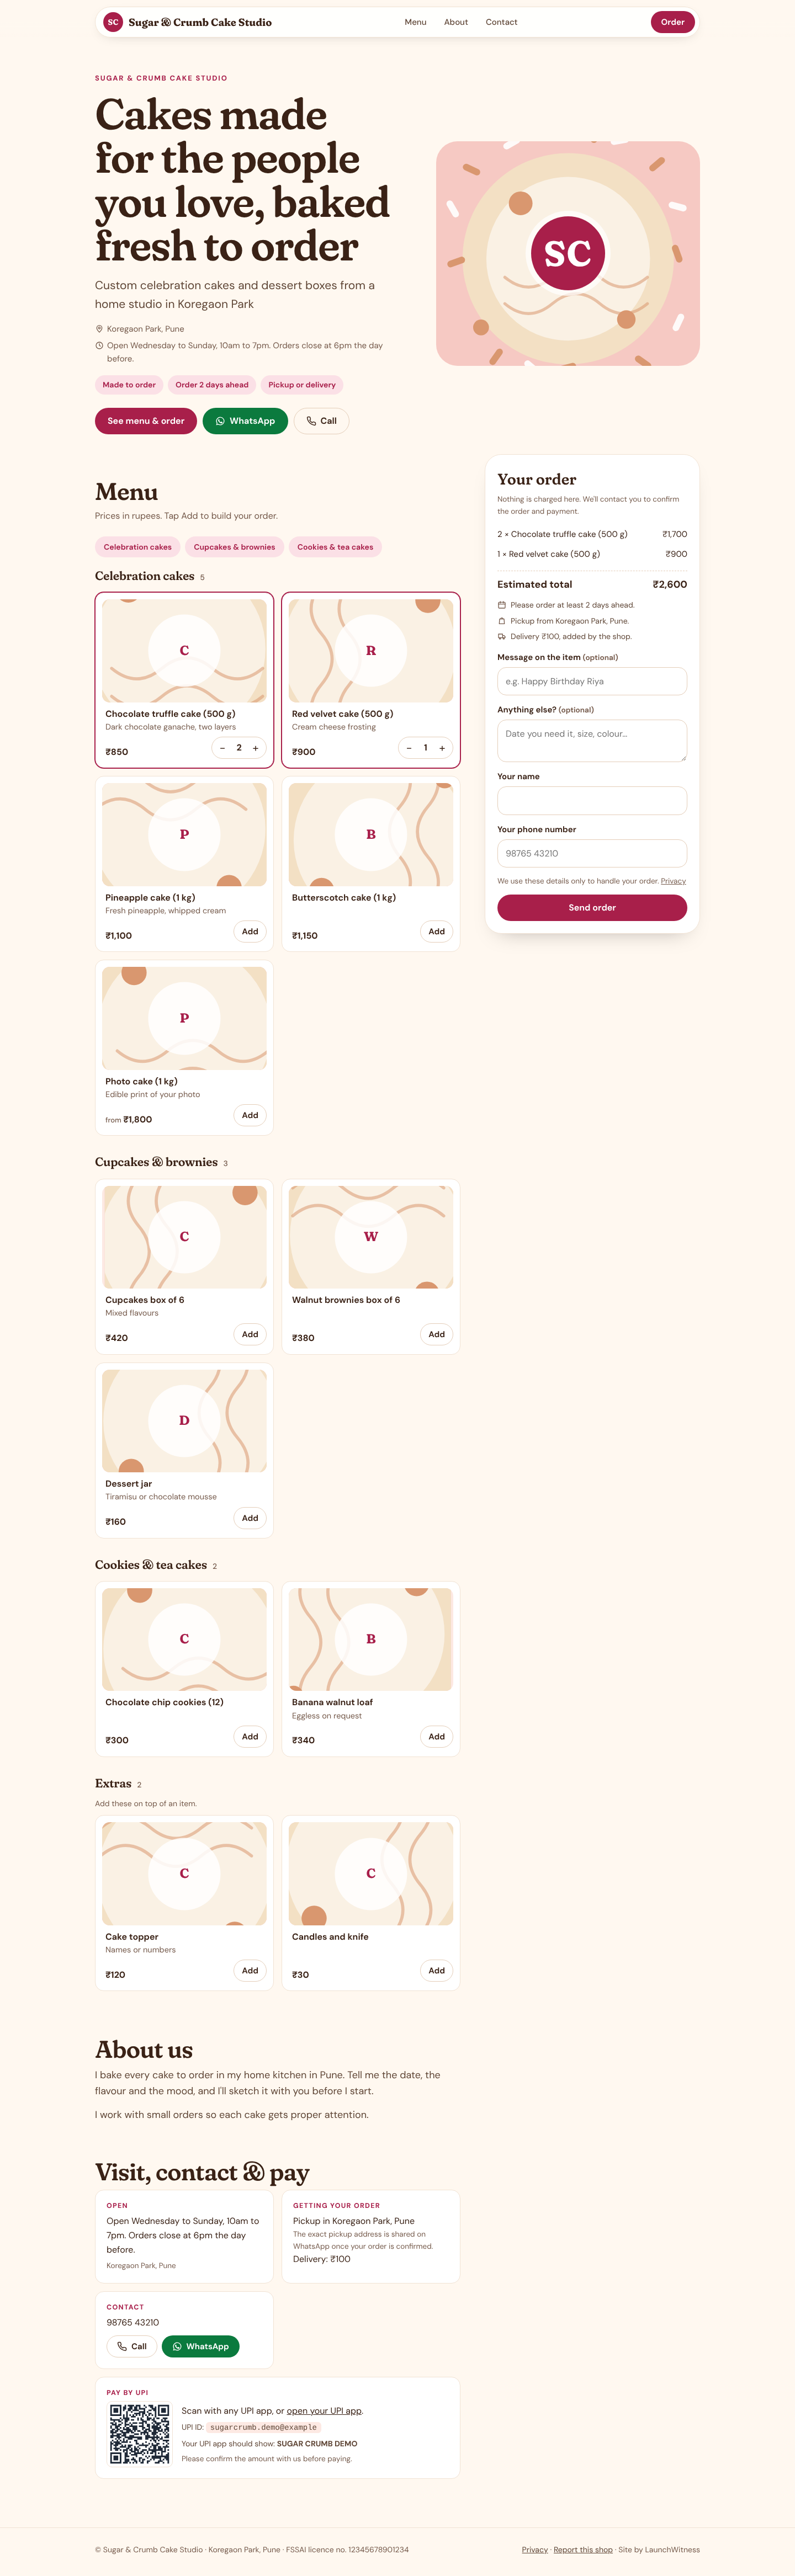 SC Sugar & Crumb Cake Studio Menu About Contact Order
SUGAR & CRUMB CAKE STUDIO
Cakes made
for the people
you love, baked
fresh to order
Custom celebration cakes and dessert boxes from a
home studio in Koregaon Park
Koregaon Park, Pune
Open Wednesday to Sunday, 10am to 7pm. Orders close at 6pm the day
before.
Made to order Order 2 days ahead Pickup or delivery
See menu & order WhatsApp Call
SC
Menu
Prices in rupees. Tap Add to build your order.
Celebration cakes Cupcakes & brownies Cookies & tea cakes
Celebration cakes 5
C
Chocolate truffle cake (500 g)
Dark chocolate ganache, two layers
₹850 − 2 +
R
Red velvet cake (500 g)
Cream cheese frosting
₹900 − 1 +
P
Pineapple cake (1 kg)
Fresh pineapple, whipped cream
₹1,100 Add
B
Butterscotch cake (1 kg)
₹1,150 Add
P
Photo cake (1 kg)
Edible print of your photo
from ₹1,800 Add
Cupcakes & brownies 3
C
Cupcakes box of 6
Mixed flavours
₹420 Add
W
Walnut brownies box of 6
₹380 Add
D
Dessert jar
Tiramisu or chocolate mousse
₹160 Add
Cookies & tea cakes 2
C
Chocolate chip cookies (12)
₹300 Add
B
Banana walnut loaf
Eggless on request
₹340 Add
Extras 2
Add these on top of an item.
C
Cake topper
Names or numbers
₹120 Add
C
Candles and knife
₹30 Add
Your order
Nothing is charged here. We'll contact you to confirm
the order and payment.
2 × Chocolate truffle cake (500 g) ₹1,700
1 × Red velvet cake (500 g) ₹900
Estimated total ₹2,600
Please order at least 2 days ahead.
Pickup from Koregaon Park, Pune.
Delivery ₹100, added by the shop.
Message on the item (optional)
e.g. Happy Birthday Riya
Anything else? (optional)
Date you need it, size, colour...
Your name
Your phone number
98765 43210
We use these details only to handle your order. Privacy
Send order
About us
I bake every cake to order in my home kitchen in Pune. Tell me the date, the
flavour and the mood, and I'll sketch it with you before I start.
I work with small orders so each cake gets proper attention.
Visit, contact & pay
OPEN
Open Wednesday to Sunday, 10am to
7pm. Orders close at 6pm the day
before.
Koregaon Park, Pune
GETTING YOUR ORDER
Pickup in Koregaon Park, Pune
The exact pickup address is shared on
WhatsApp once your order is confirmed.
Delivery: ₹100
CONTACT
98765 43210
Call WhatsApp
PAY BY UPI
Scan with any UPI app, or open your UPI app.
UPI ID: sugarcrumb.demo@example
Your UPI app should show: SUGAR CRUMB DEMO
Please confirm the amount with us before paying.
© Sugar & Crumb Cake Studio · Koregaon Park, Pune · FSSAI licence no. 12345678901234
Privacy · Report this shop · Site by LaunchWitness